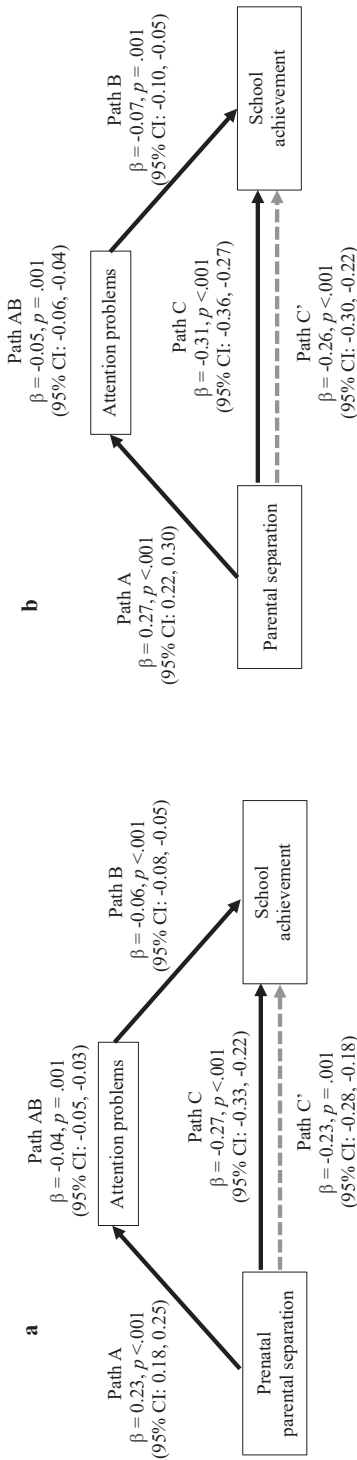 a
Path AB
β = -0.04, p = .001
(95% CI: -0.05, -0.03)
Attention problems
Path A
β = 0.23, p <.001
(95% CI: 0.18, 0.25)
Path B
β = -0.06, p <.001
(95% CI: -0.08, -0.05)
Path C
β = -0.27, p <.001
(95% CI: -0.33, -0.22)
Prenatal
parental separation
School
achievement
Path C'
β = -0.23, p = .001
(95% CI: -0.28, -0.18)
b
Path AB
β = -0.05, p = .001
(95% CI: -0.06, -0.04)
Attention problems
Path A
β = 0.27, p <.001
(95% CI: 0.22, 0.30)
Path B
β = -0.07, p = .001
(95% CI: -0.10, -0.05)
Path C
β = -0.31, p <.001
(95% CI: -0.36, -0.27)
Parental separation
School
achievement
Path C'
β = -0.26, p <.001
(95% CI: -0.30, -0.22)